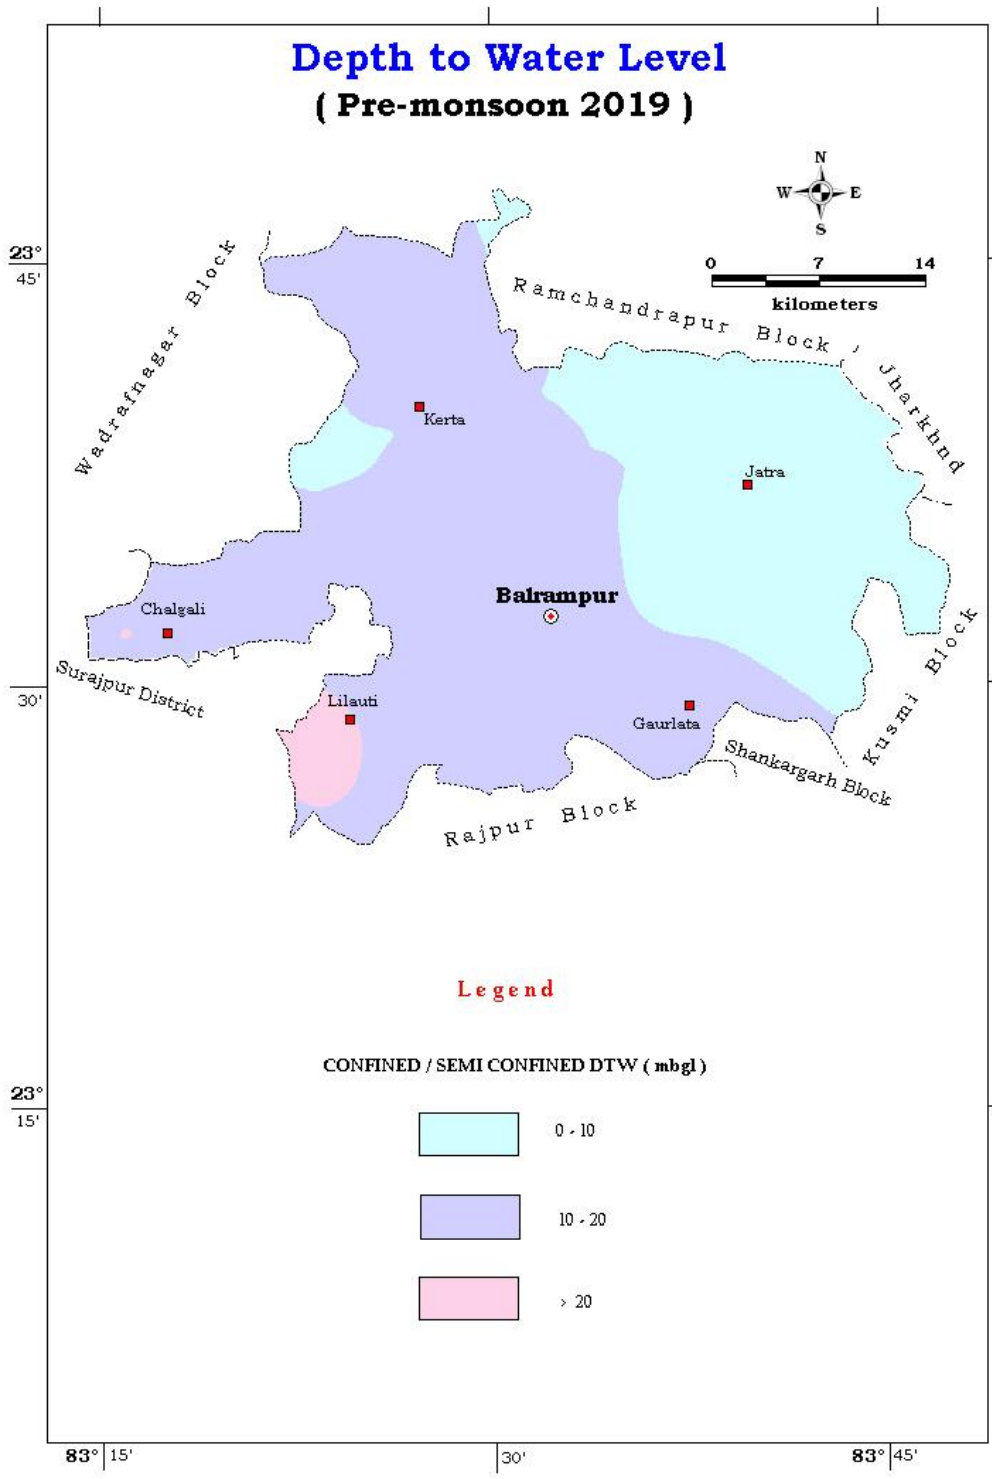 Depth to Water Level
( Pre-monsoon 2019 )
N
W E
S
23°
45'
0 7 14
kilometers
Wadrafnagar Block
Ramchandrapur Block
Jharkhnd
Kerta
Jatra
Balrampur
Chalgali
Surajpur District
30'
Lilauti
Gaurlata
Kusmi Block
Shankargarh Block
Rajpur Block
Legend
CONFINED / SEMI CONFINED DTW ( mbgl )
23°
15'
0 - 10
10 - 20
> 20
83° 15' 30' 83° 45'